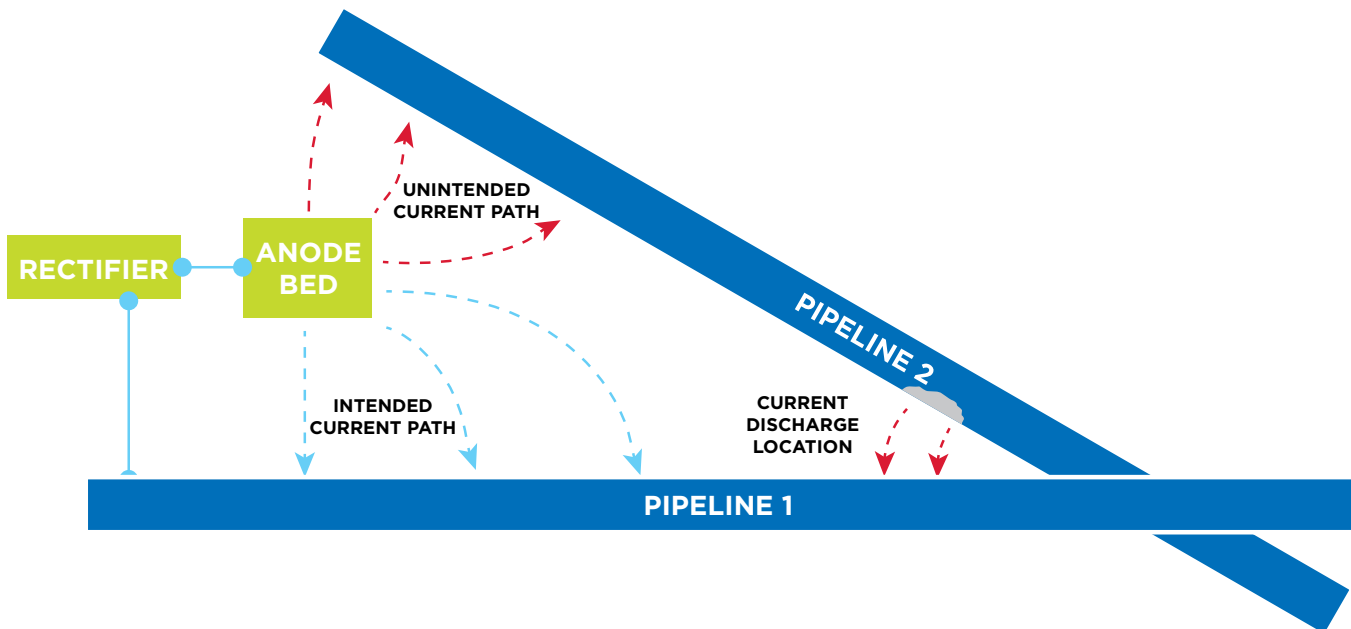 UNINTENDED
CURRENT PATH
RECTIFIER
ANODE
BED
PIPELINE 2
INTENDED
CURRENT PATH
CURRENT
DISCHARGE
LOCATION
PIPELINE 1